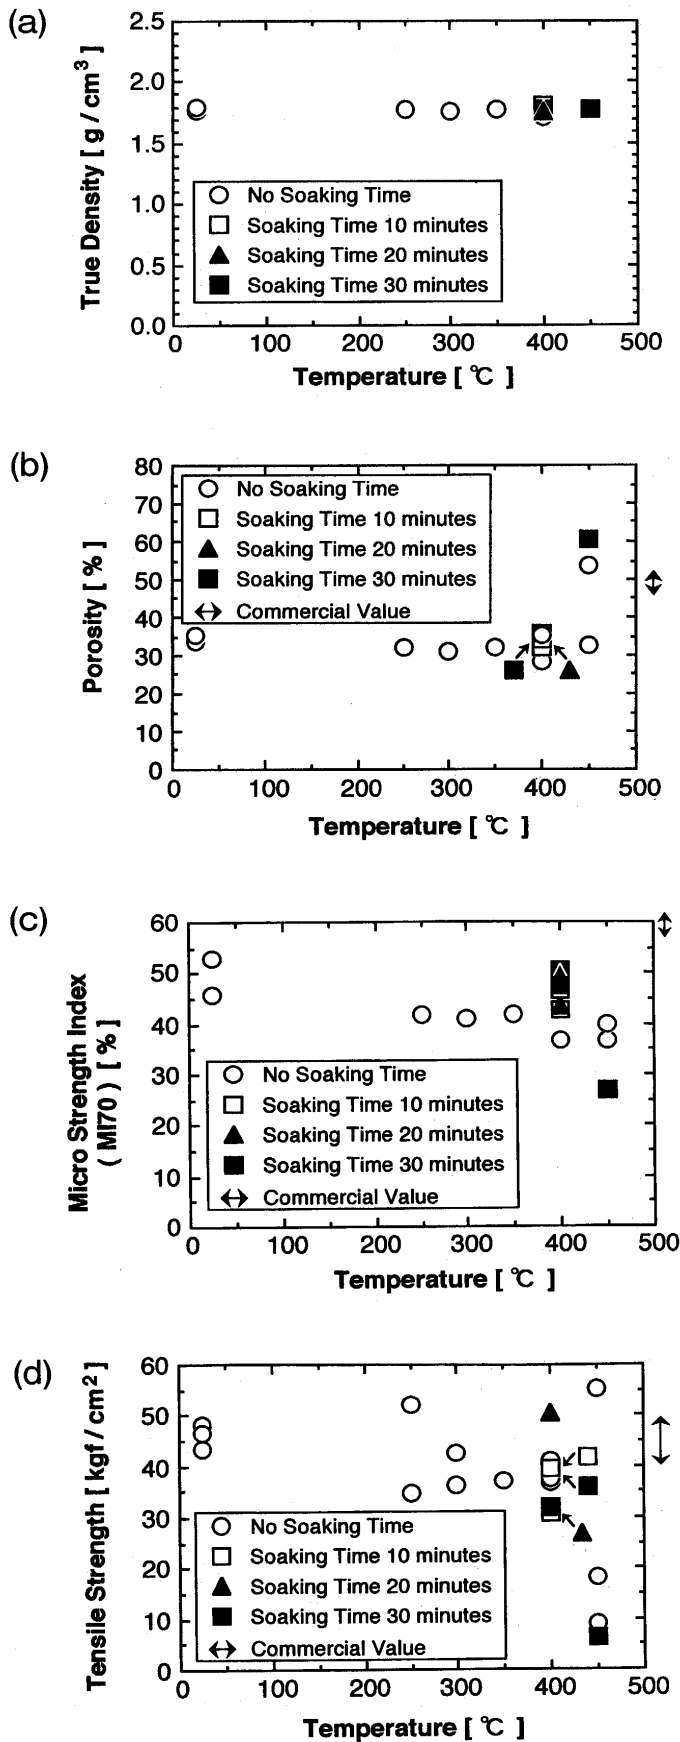 (a)
True Density [ g / cm3 ]
2.5
2.0
1.5
1.0
0.5
0.0
No Soaking Time
Soaking Time 10 minutes
Soaking Time 20 minutes
Soaking Time 30 minutes
0 100 200 300 400 500
Temperature [ ℃ ]
(b)
Porosity [ % ]
80
70
60
50
40
30
20
10
0
No Soaking Time
Soaking Time 10 minutes
Soaking Time 20 minutes
Soaking Time 30 minutes
Commercial Value
0 100 200 300 400 500
Temperature [ ℃ ]
(c)
Micro Strength Index
( MI70 ) [ % ]
60
50
40
30
20
10
0
No Soaking Time
Soaking Time 10 minutes
Soaking Time 20 minutes
Soaking Time 30 minutes
Commercial Value
0 100 200 300 400 500
Temperature [ ℃ ]
(d)
Tensile Strength [ kgf / cm2 ]
60
50
40
30
20
10
0
No Soaking Time
Soaking Time 10 minutes
Soaking Time 20 minutes
Soaking Time 30 minutes
Commercial Value
0 100 200 300 400 500
Temperature [ ℃ ]